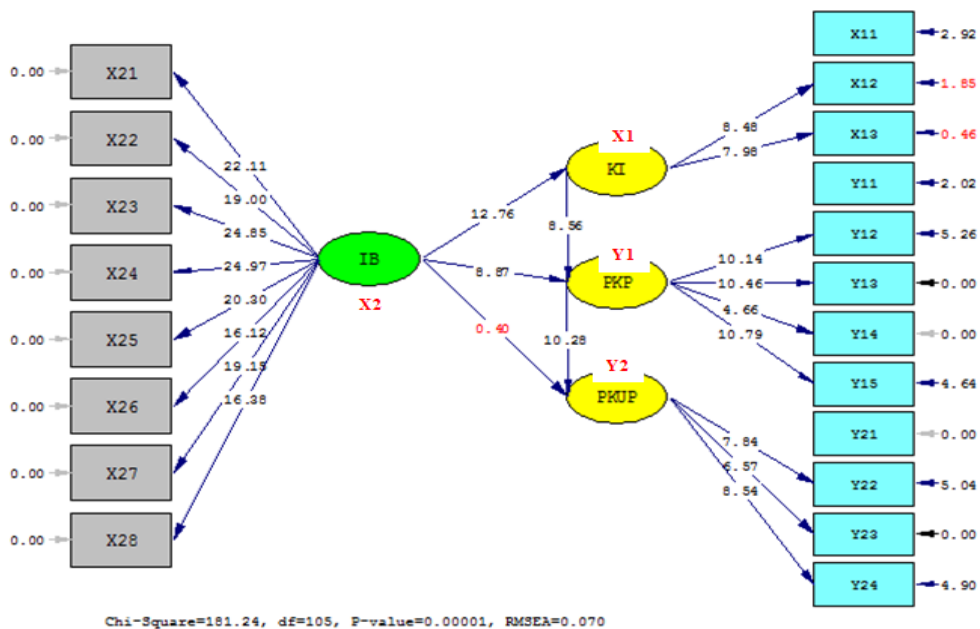 X21
0.00
X22
0.00
X23
0.00
X24
0.00
X25
0.00
X26
0.00
X27
0.00
X28
0.00
22.11
19.00
24.85
24.97
20.30
16.12
19.15
16.38
IB
X2
12.76
8.87
0.40
X1
KI
8.56
Y1
PKP
10.28
Y2
PKUP
8.48
7.98
10.14
10.46
4.66
10.79
7.84
6.57
8.54
X11
2.92
X12
1.85
X13
0.46
Y11
2.02
Y12
5.26
Y13
0.00
Y14
0.00
Y15
4.64
Y21
0.00
Y22
5.04
Y23
0.00
Y24
4.90
Chi-Square=181.24, df=105, P-value=0.00001, RMSEA=0.070